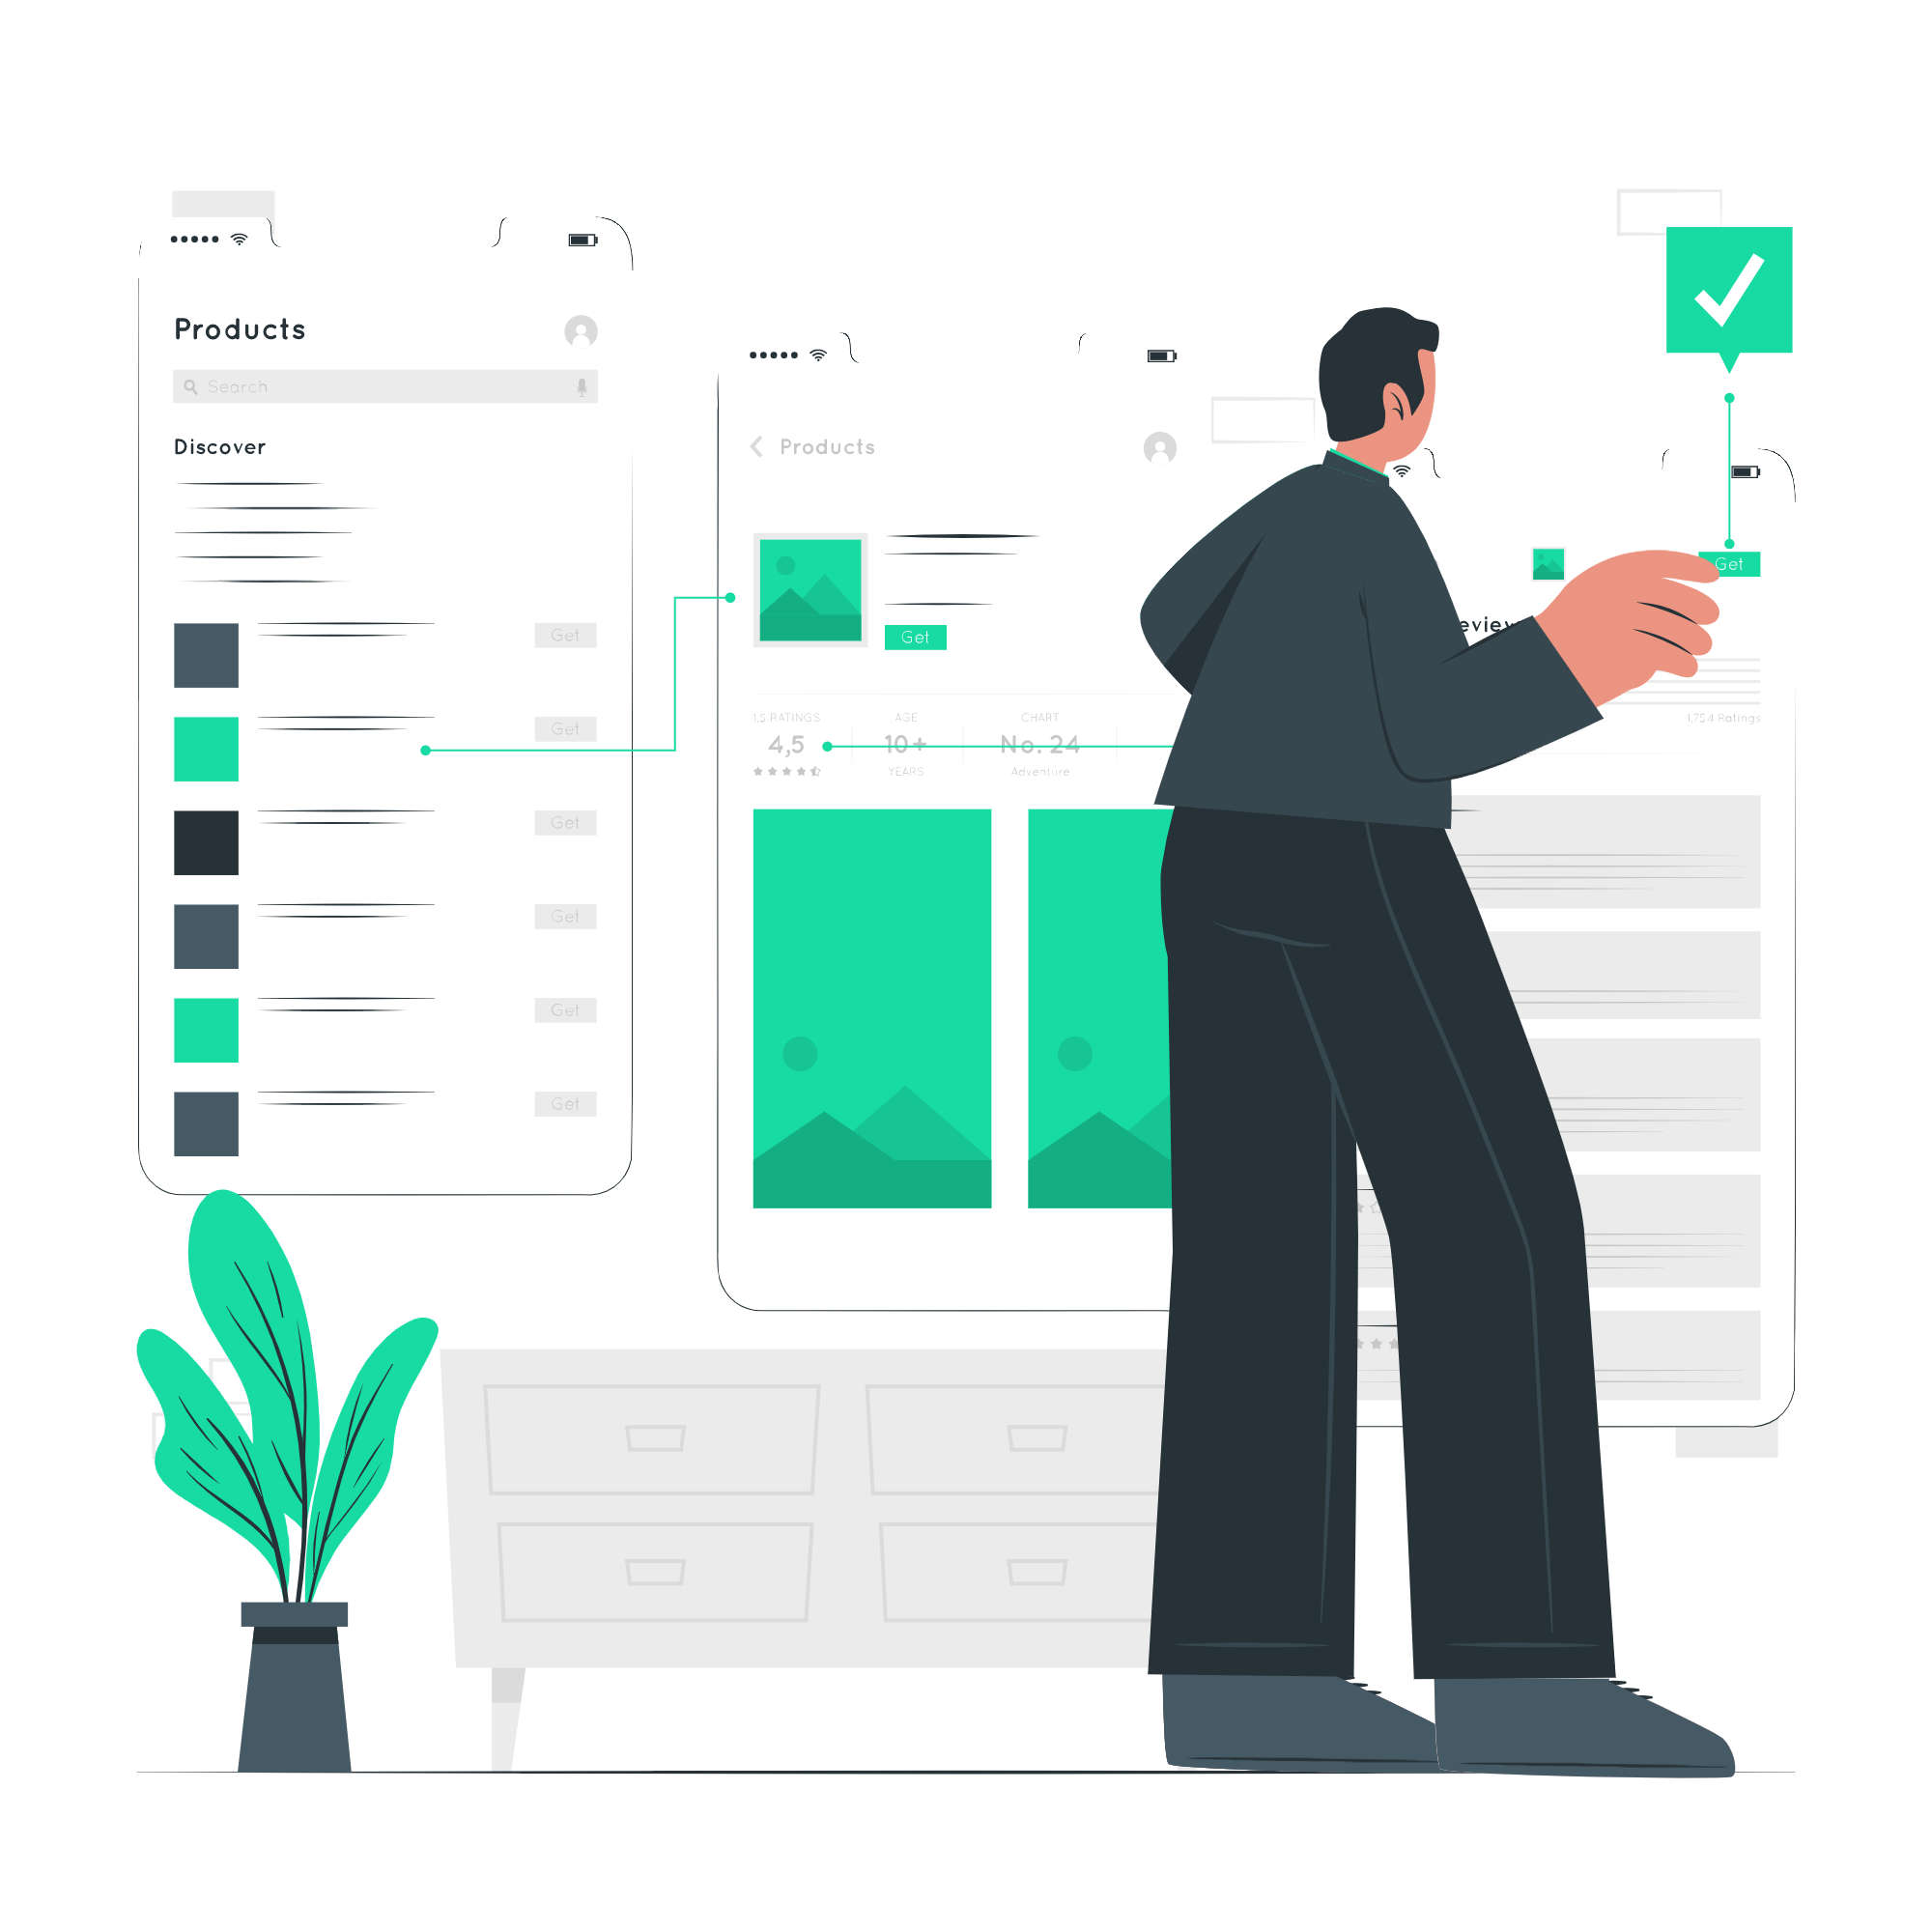 Products
Search
Discover
Get
Get
Get
Get
Get
Get
Products
Get
1,5 RATINGS AGE CHART
4,5 10+ No. 24
YEARS Adventure
Get
eview
1,754 Ratings